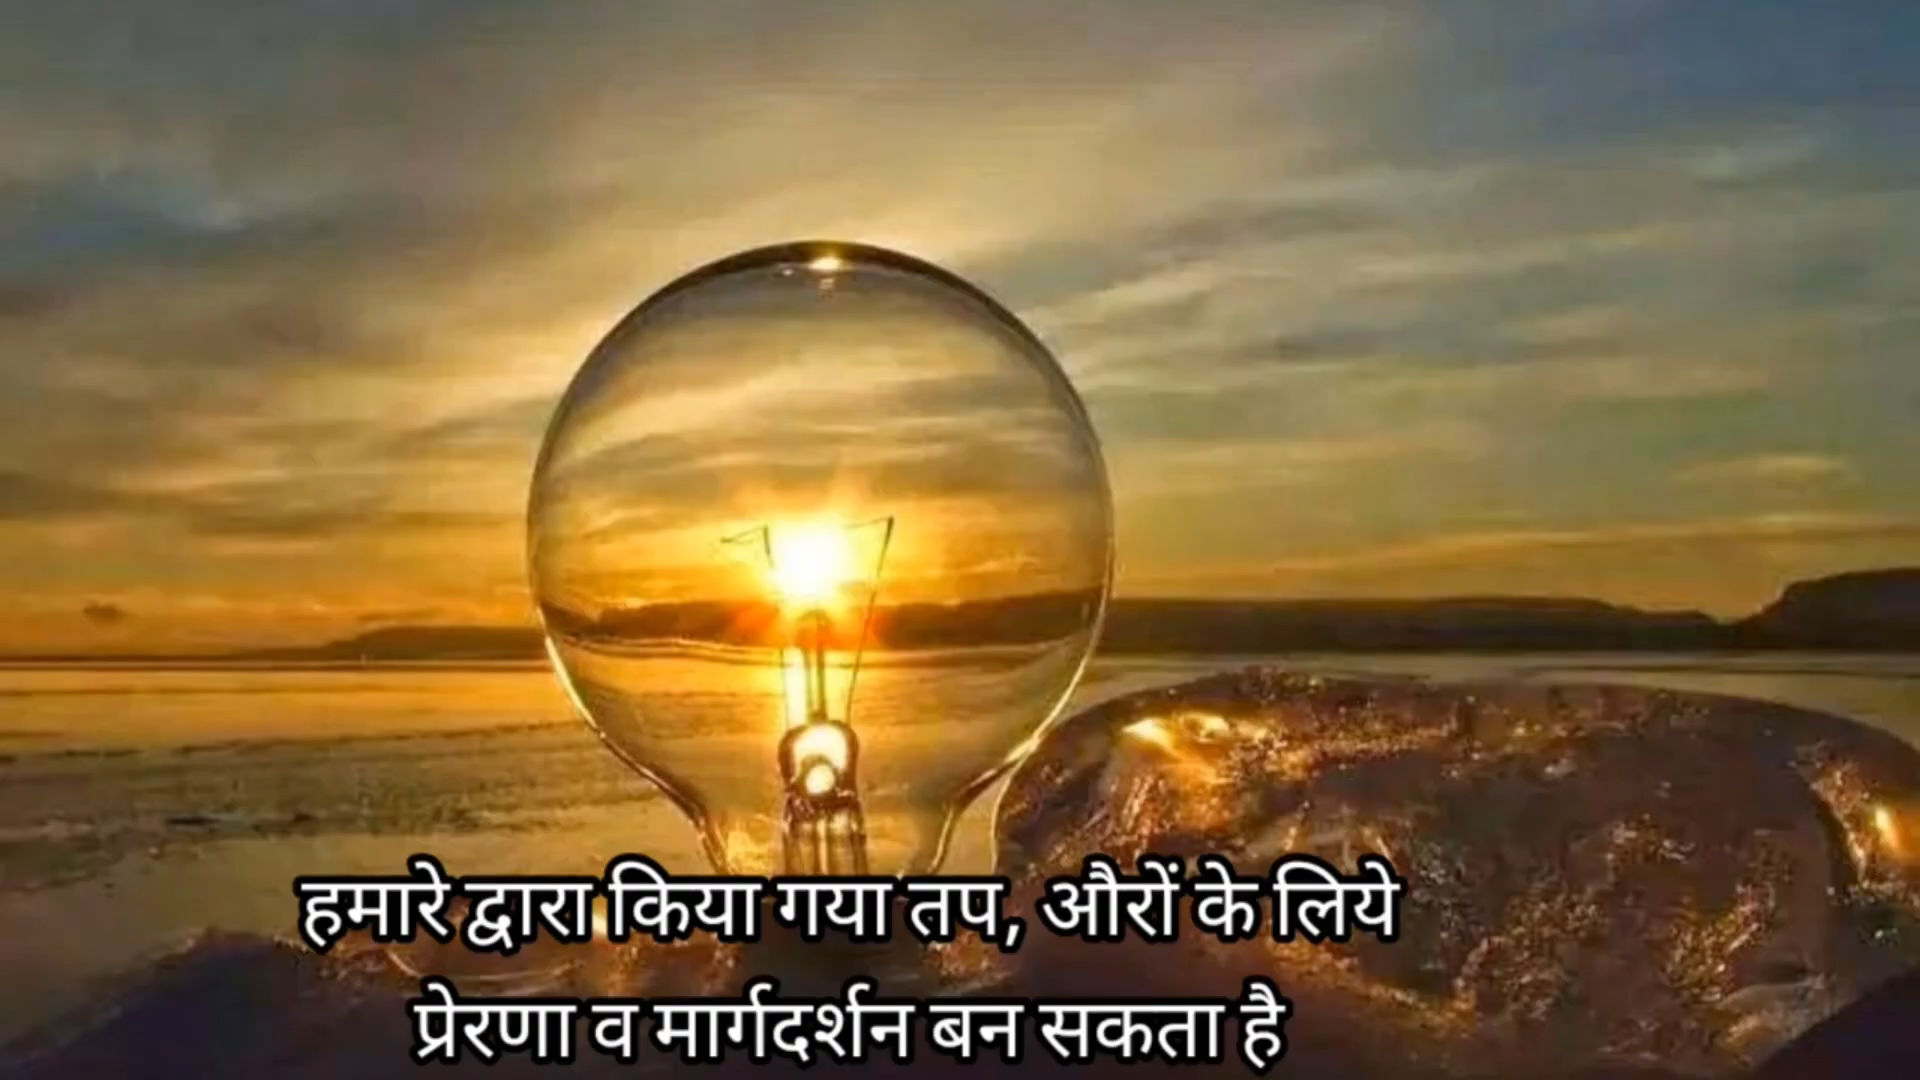 हमारे द्वारा किया गया तप, औरों के लिये
प्रेरणा व मार्गदर्शन बन सकता है